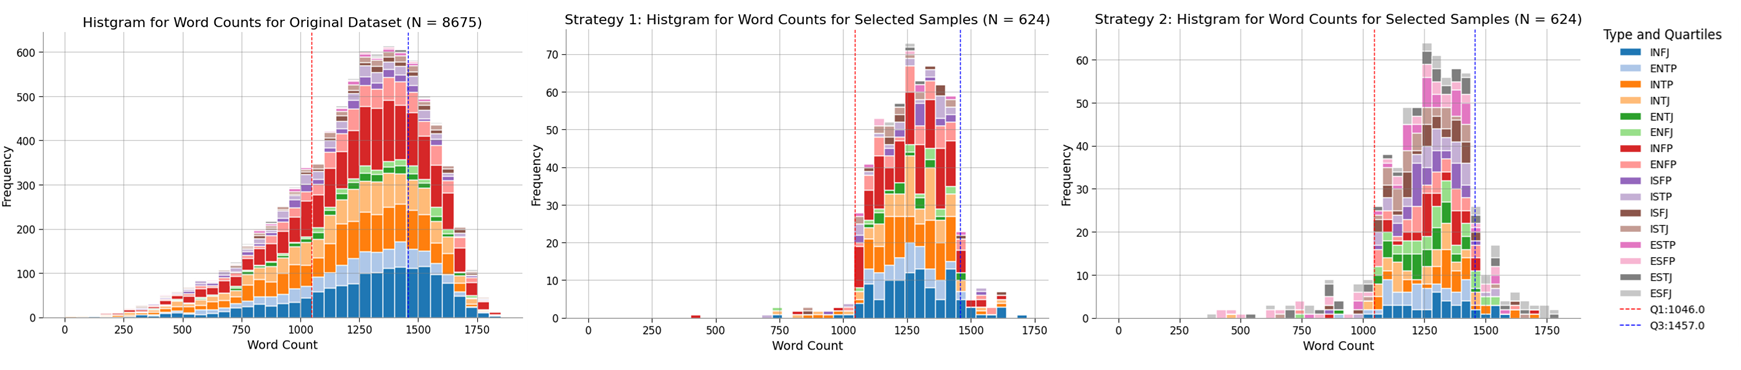 Histgram for Word Counts for Original Dataset (N = 8675)
Frequency
600
500
400
300
200
100
0
0 250 500 750 1000 1250 1500 1750
Word Count
Strategy 1: Histgram for Word Counts for Selected Samples (N = 624)
Frequency
70
60
50
40
30
20
10
0
0 250 500 750 1000 1250 1500 1750
Word Count
Strategy 2: Histgram for Word Counts for Selected Samples (N = 624)
Frequency
60
50
40
30
20
10
0
0 250 500 750 1000 1250 1500 1750
Word Count
Type and Quartiles
INFJ
ENTP
INTP
INTJ
ENTJ
ENFJ
INFP
ENFP
ISFP
ISTP
ISFJ
ISTJ
ESTP
ESFP
ESTJ
ESFJ
Q1:1046.0
Q3:1457.0